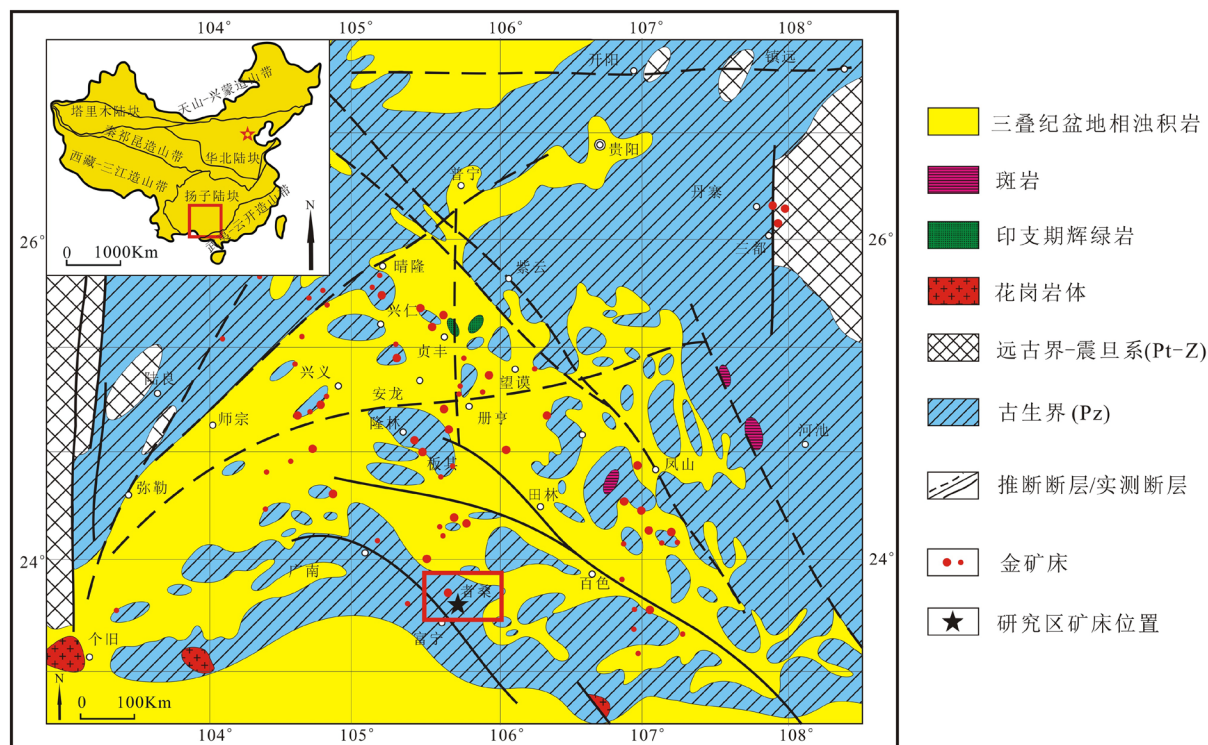 104°
105°
106°
107°
108°
天山-兴蒙造山带
塔里木陆块
秦祁昆造山带
华北陆块
西藏-三江造山带
扬子陆块
云开造山带
N
0 1000Km
26°
26°
24°
24°
开阳
镇远
贵阳
普宁
丹寨
三都
晴隆
紫云
兴仁
贞丰
兴义
安龙
望谟
陆良
册亨
师宗
隆林
河池
板其
凤山
弥勒
田林
广南
者桑
百色
富宁
个旧
N
0 100Km
104°
105°
106°
107°
108°
三叠纪盆地相浊积岩
斑岩
印支期辉绿岩
花岗岩体
远古界-震旦系(Pt-Z)
古生界(Pz)
推断断层/实测断层
金矿床
研究区矿床位置